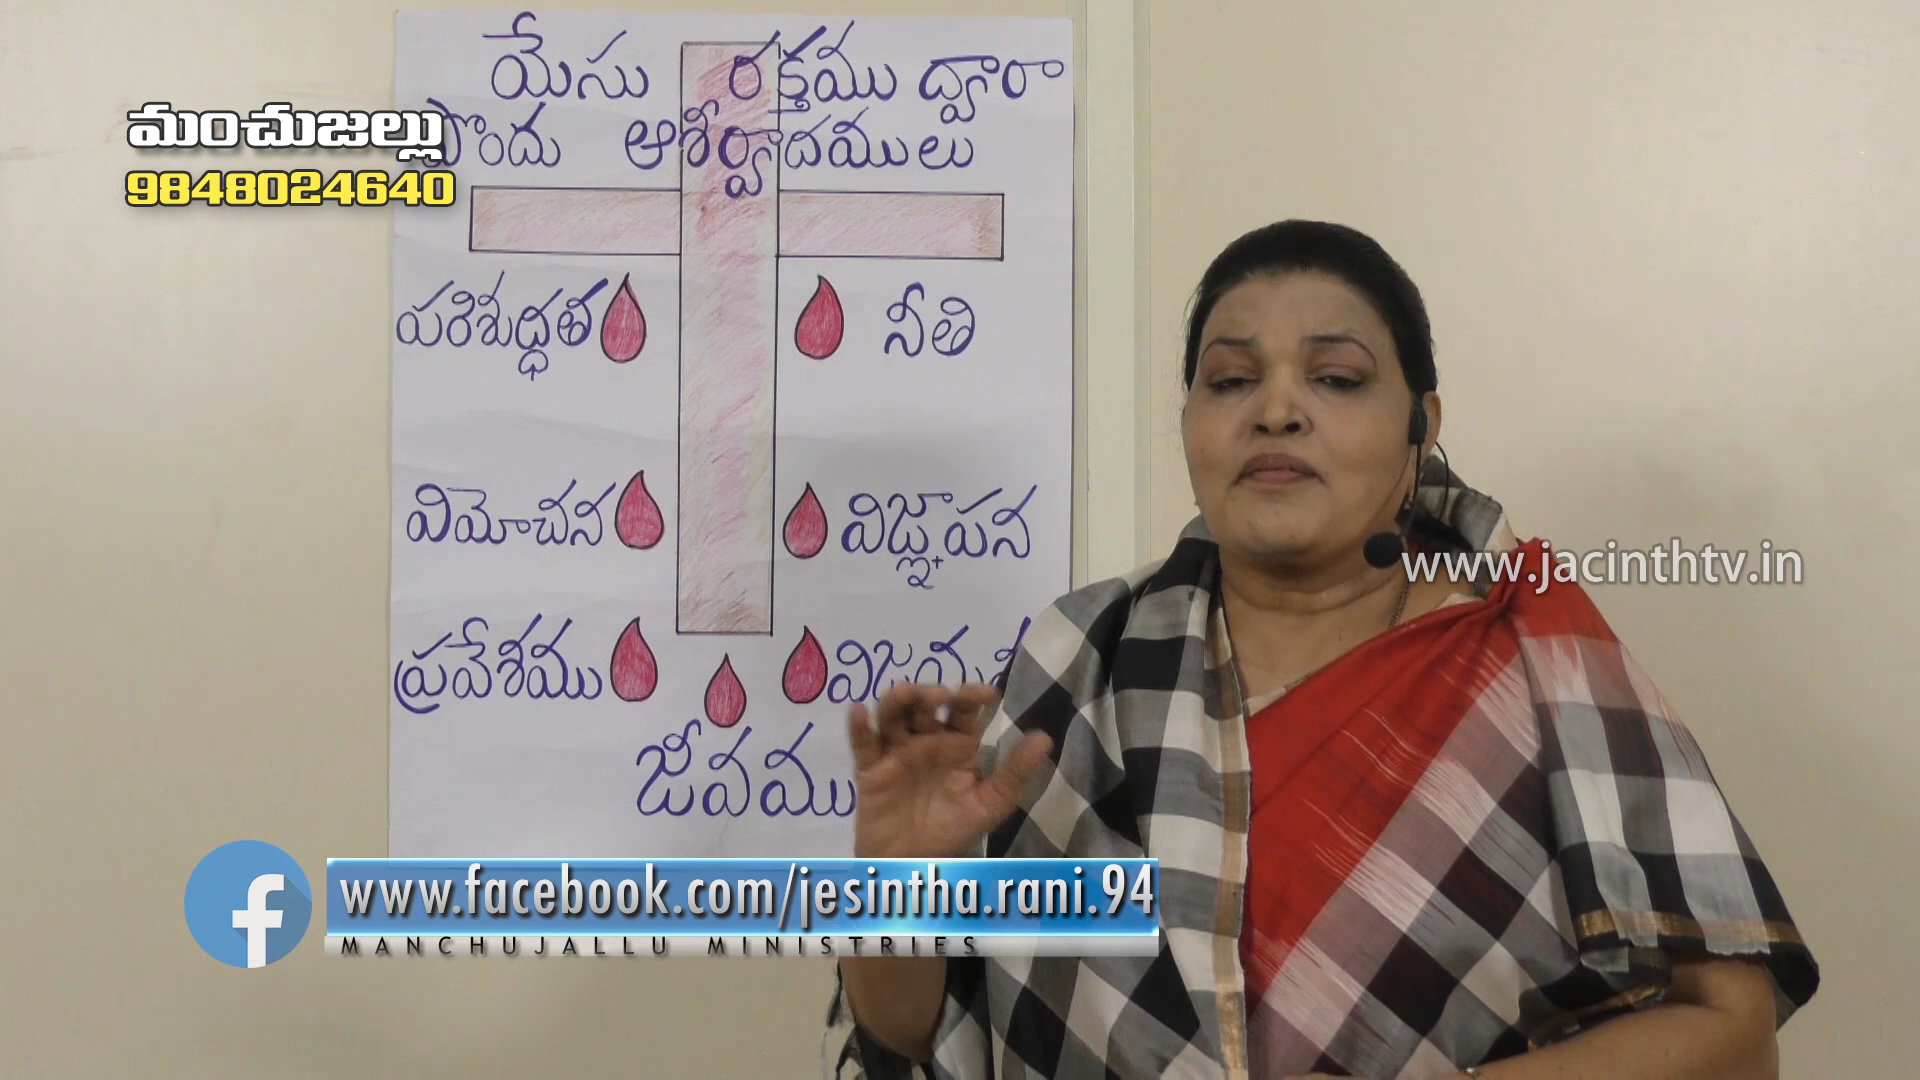 యేసు రక్తము ద్వారా
పొందు ఆశీర్వాదములు
మంచుజల్లు
9848024640
పరిశుద్ధత
నీతి
విమోచన
విజ్ఞాపన
ప్రవేశము
జీవము
www.jacinthtv.in
www.facebook.com/jesintha.rani.94
MANCHUJALLU MINISTRIES